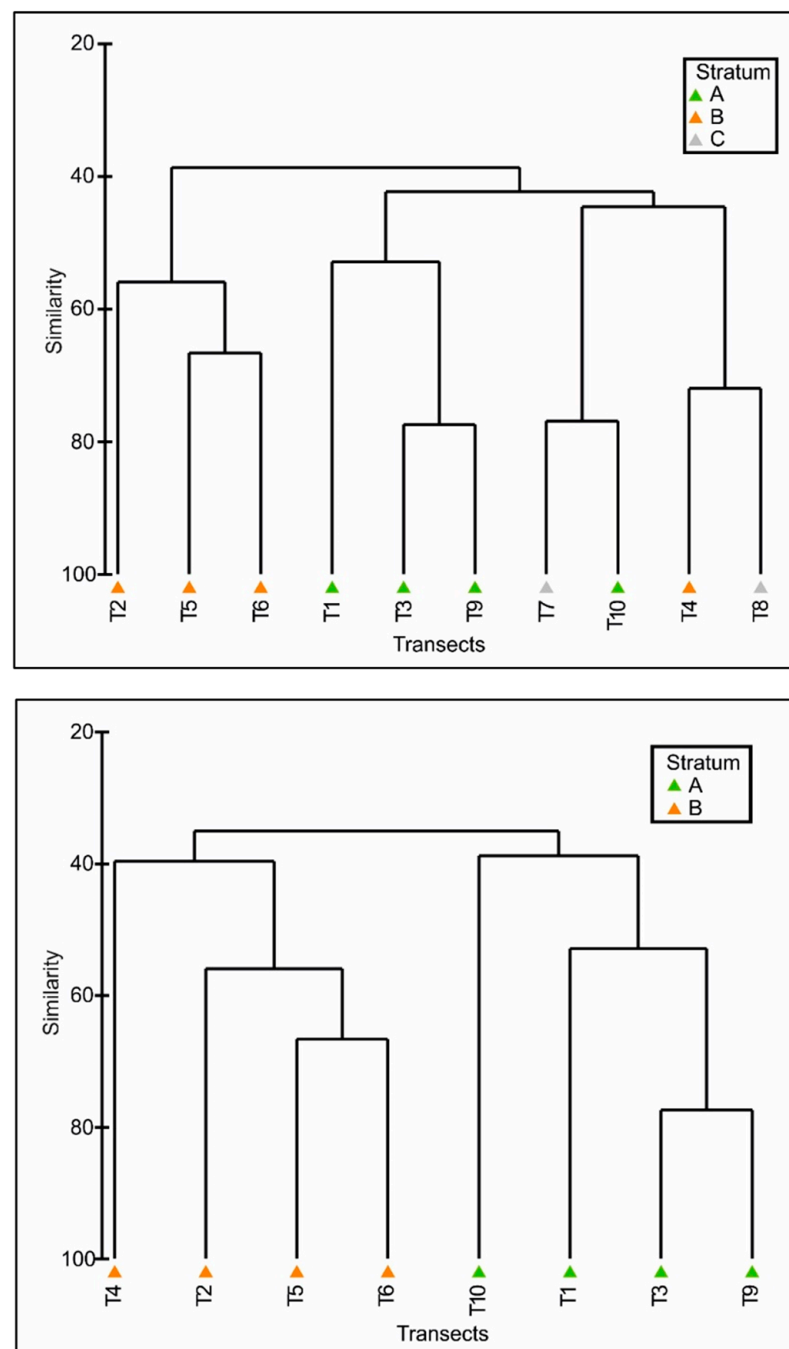 20
40
60
80
100
Similarity
Stratum
A
B
C
T2 T5 T6 T1 T3 T9 T7 T10 T4 T8
Transects
20
40
60
80
100
Similarity
Stratum
A
B
T4 T2 T5 T6 T10 T1 T3 T9
Transects